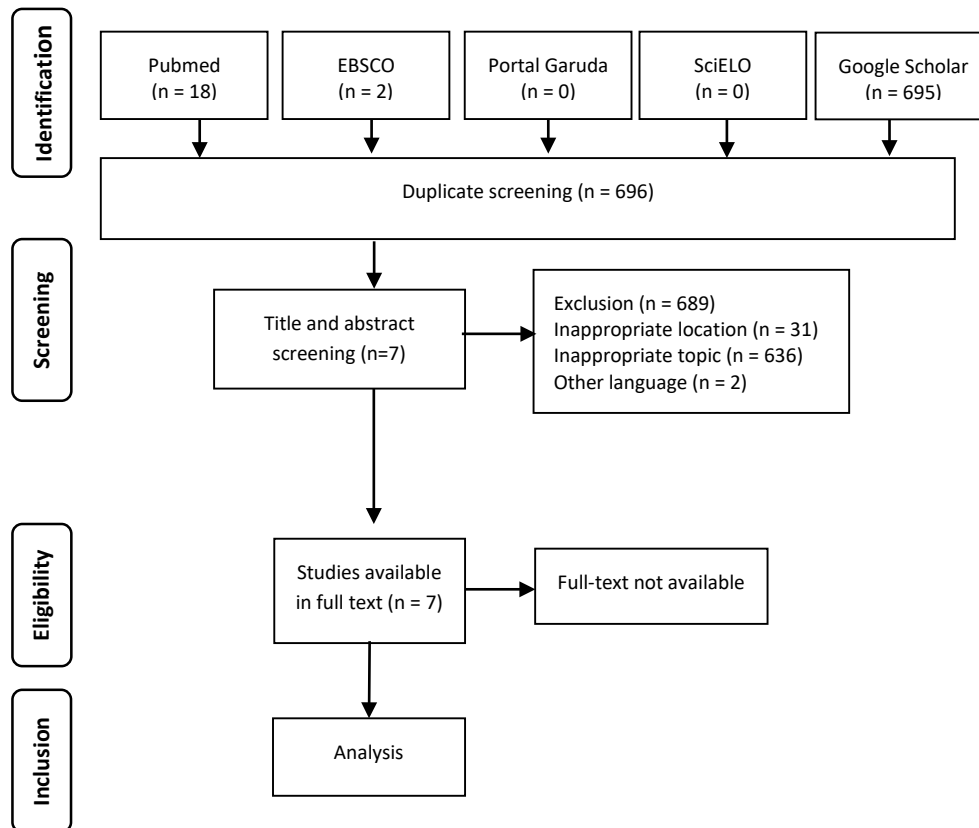 Identification
Pubmed
(n = 18)
EBSCO
(n = 2)
Portal Garuda
(n = 0)
SciELO
(n = 0)
Google Scholar
(n = 695)
Duplicate screening (n = 696)
Screening
Title and abstract
screening (n=7)
Exclusion (n = 689)
Inappropriate location (n = 31)
Inappropriate topic (n = 636)
Other language (n = 2)
Eligibility
Studies available
in full text (n = 7)
Full-text not available
Inclusion
Analysis